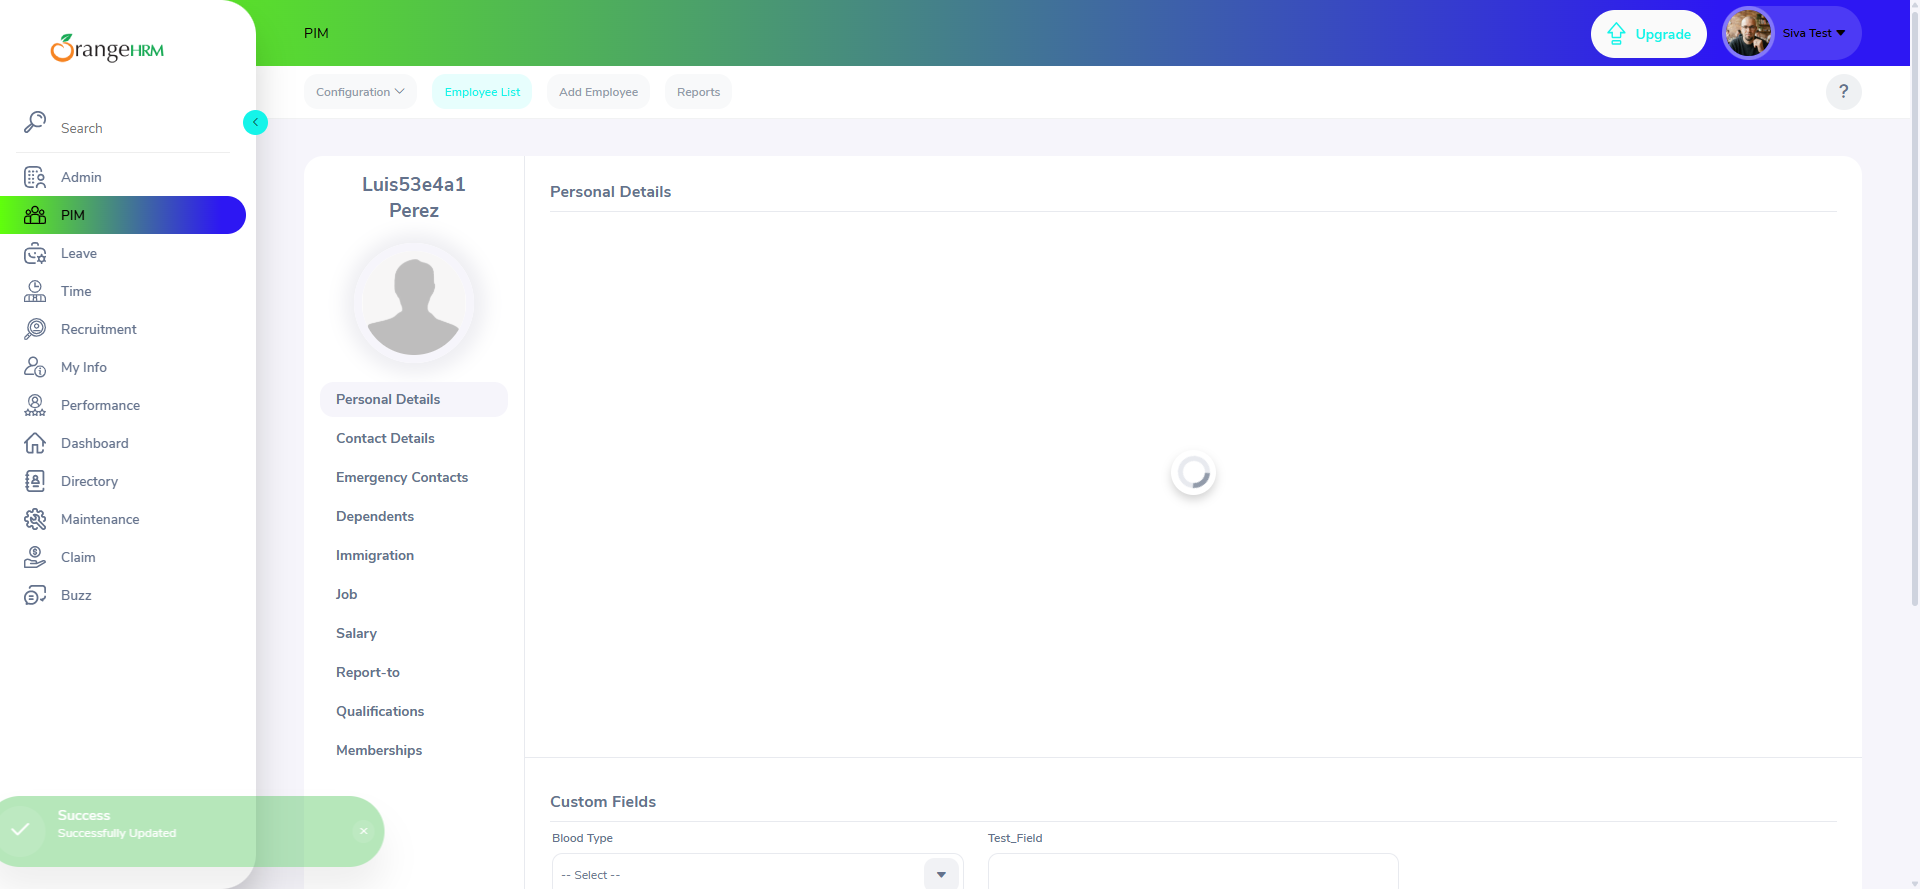 OrangeHRM
PIM
Upgrade
Siva Test
Configuration
Employee List
Add Employee
Reports
?
Search
Admin
PIM
Leave
Time
Recruitment
My Info
Performance
Dashboard
Directory
Maintenance
Claim
Buzz
Luis53e4a1
Perez
Personal Details
Contact Details
Emergency Contacts
Dependents
Immigration
Job
Salary
Report-to
Qualifications
Memberships
Personal Details
Custom Fields
Blood Type
Test_Field
-- Select --
Success
Successfully Updated